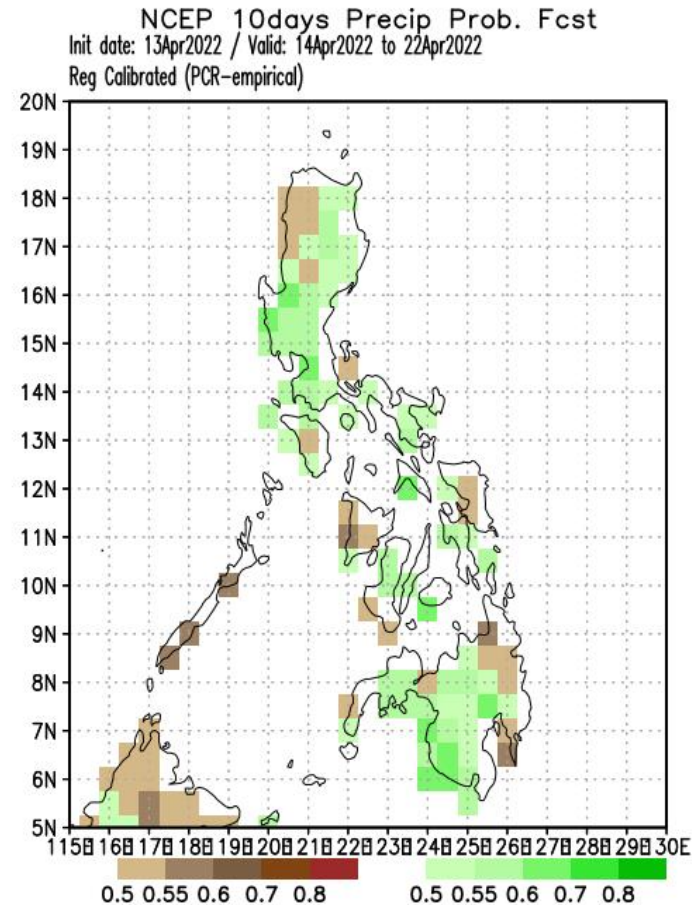 NCEP 10days Precip Prob. Fcst
Init date: 13Apr2022 / Valid: 14Apr2022 to 22Apr2022
Reg Calibrated (PCR-empirical)
20N
19N
18N
17N
16N
15N
14N
13N
12N
11N
10N
9N
8N
7N
6N
5N
115E 116E 117E 118E 119E 120E 121E 122E 123E 124E 125E 126E 127E 128E 129E 130E
0.5 0.55 0.6 0.7 0.8 0.5 0.55 0.6 0.7 0.8